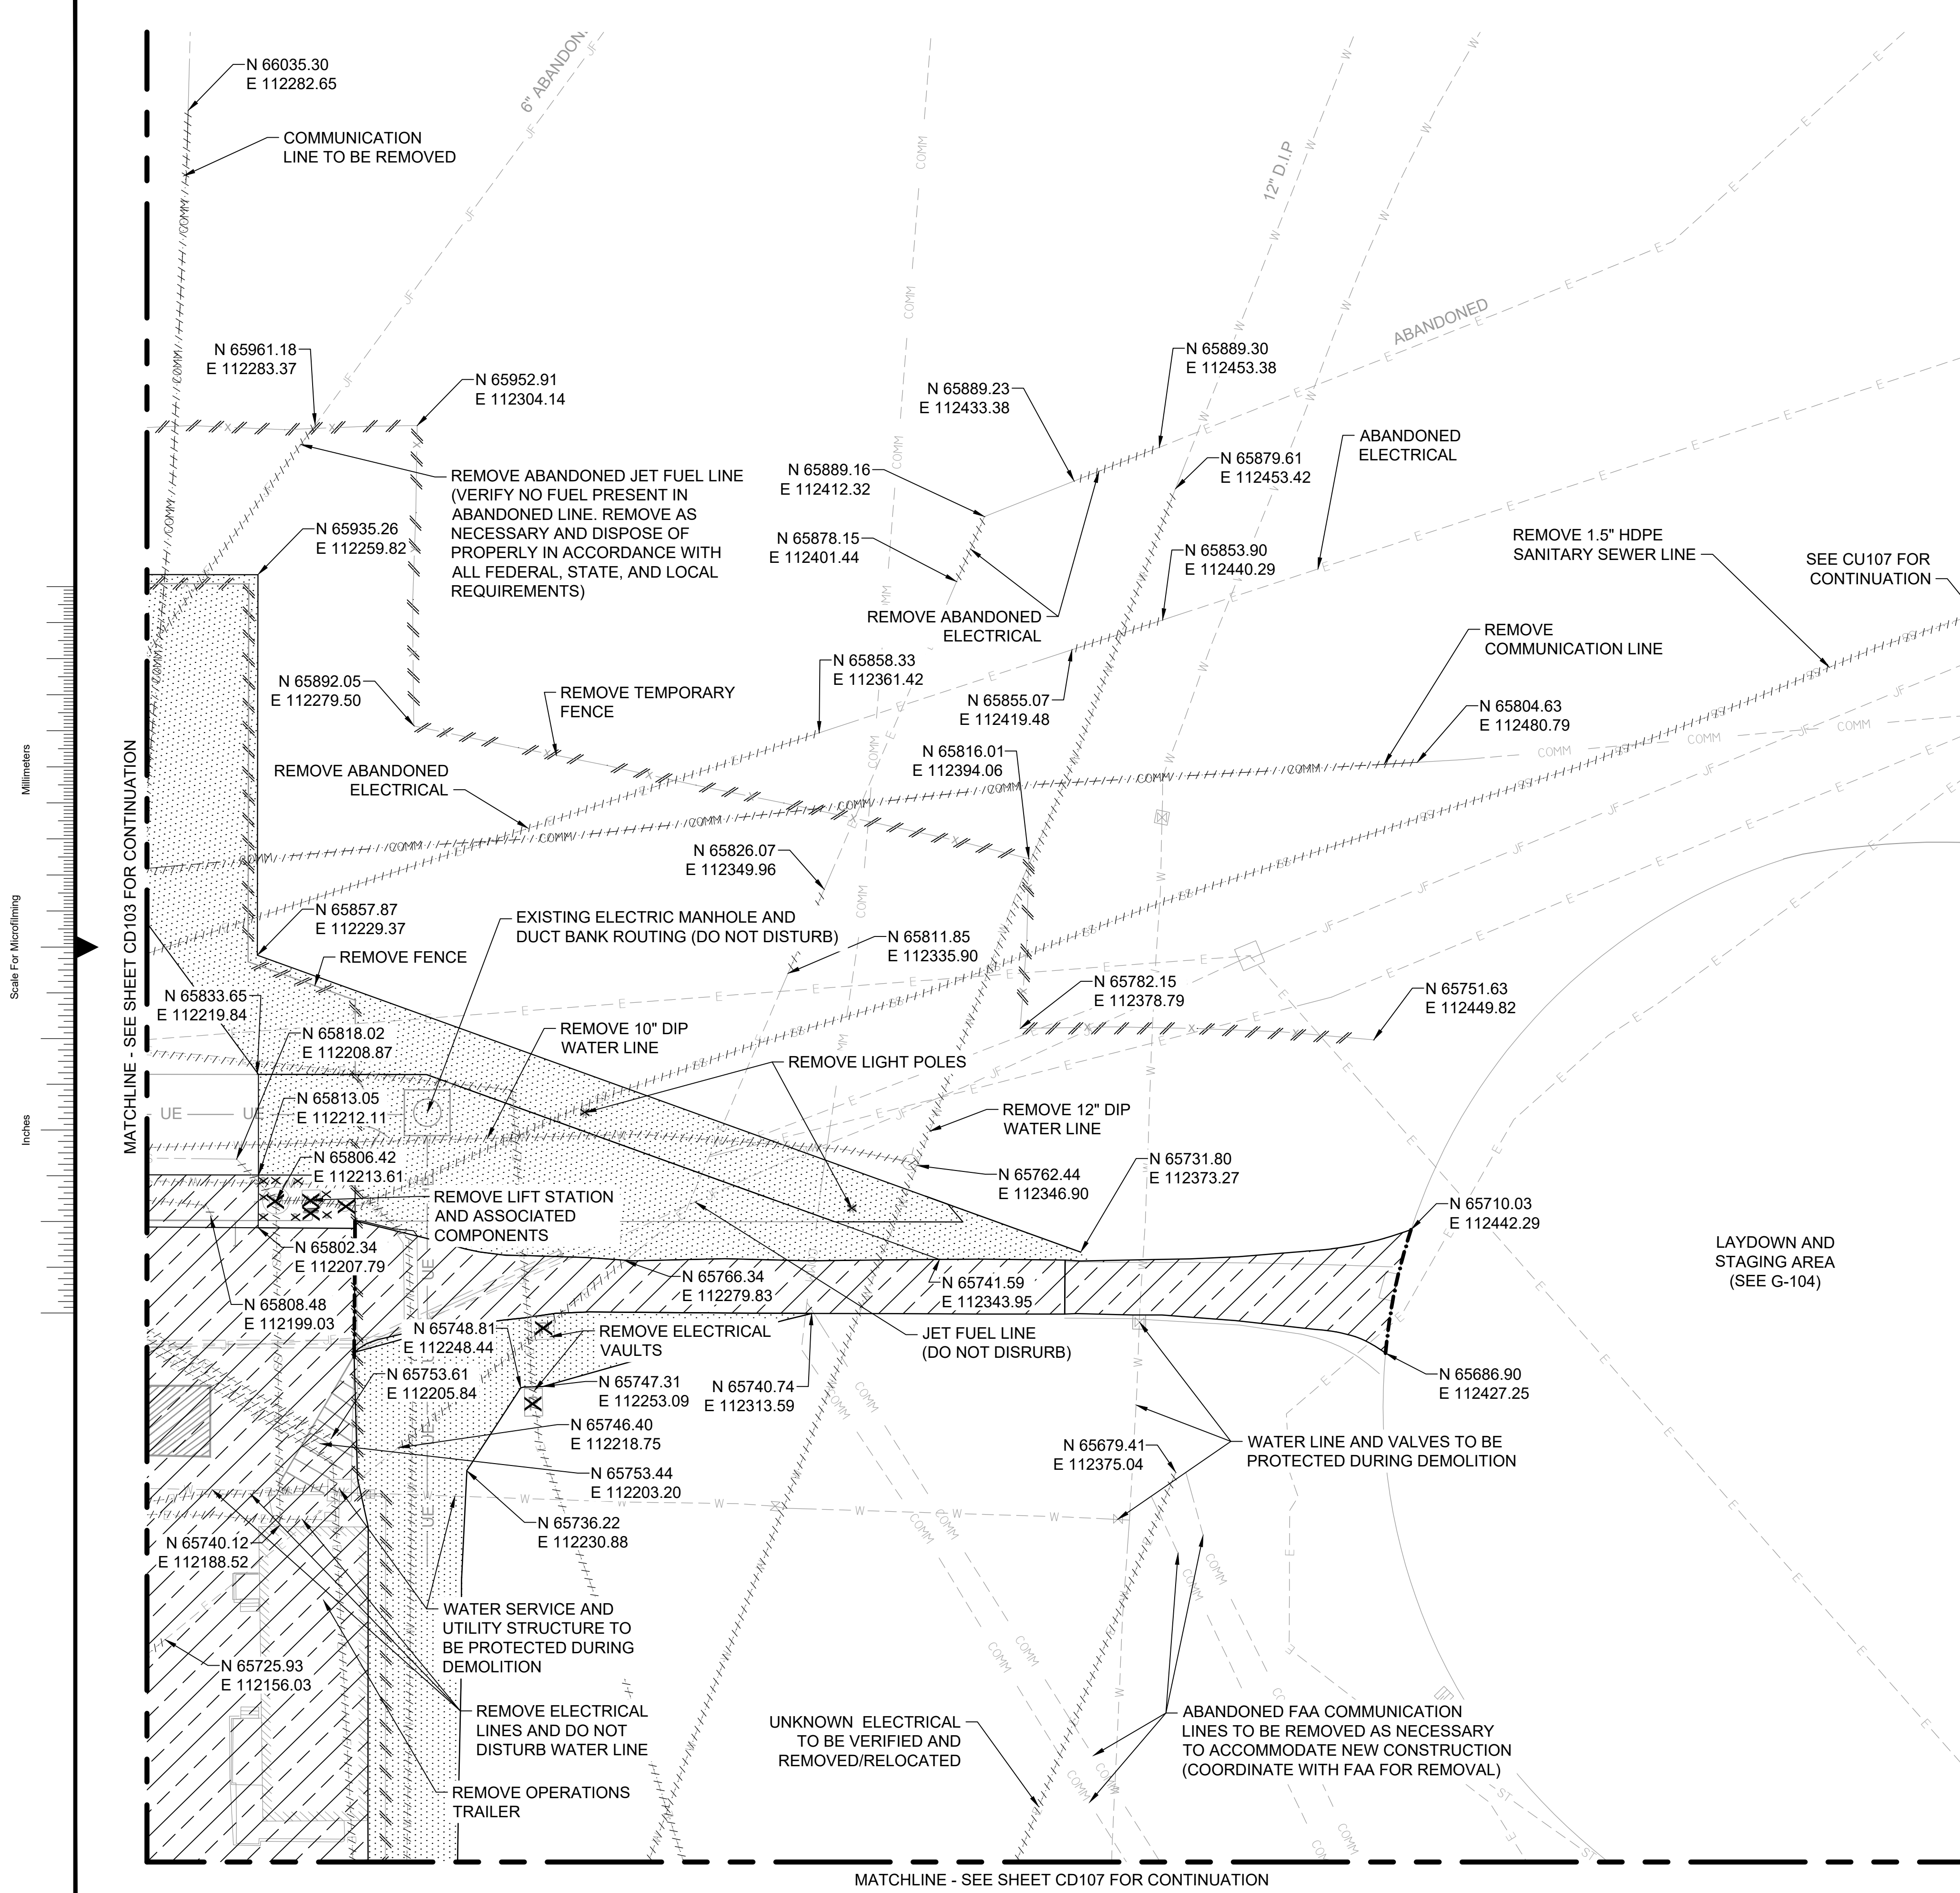 N 66035.30
E 112282.65
COMMUNICATION
LINE TO BE REMOVED
6" ABANDON
12" D.I.P
ABANDONED
N 65961.18
E 112283.37
N 65952.91
E 112304.14
N 65889.23
E 112433.38
N 65889.30
E 112453.38
REMOVE ABANDONED JET FUEL LINE
(VERIFY NO FUEL PRESENT IN
ABANDONED LINE. REMOVE AS
NECESSARY AND DISPOSE OF
PROPERLY IN ACCORDANCE WITH
ALL FEDERAL, STATE, AND LOCAL
REQUIREMENTS)
N 65889.16
E 112412.32
N 65879.61
E 112453.42
ABANDONED
ELECTRICAL
N 65935.26
E 112259.82
N 65878.15
E 112401.44
N 65853.90
E 112440.29
REMOVE 1.5" HDPE
SANITARY SEWER LINE
SEE CU107 FOR
CONTINUATION
REMOVE ABANDONED
ELECTRICAL
REMOVE
COMMUNICATION LINE
N 65892.05
E 112279.50
REMOVE TEMPORARY
FENCE
N 65858.33
E 112361.42
N 65855.07
E 112419.48
N 65804.63
E 112480.79
REMOVE ABANDONED
ELECTRICAL
N 65816.01
E 112394.06
N 65826.07
E 112349.96
N 65857.87
E 112229.37
EXISTING ELECTRIC MANHOLE AND
DUCT BANK ROUTING (DO NOT DISTURB)
REMOVE FENCE
N 65811.85
E 112335.90
N 65833.65
E 112219.84
N 65782.15
E 112378.79
N 65751.63
E 112449.82
N 65818.02
E 112208.87
REMOVE 10" DIP
WATER LINE
REMOVE LIGHT POLES
N 65813.05
E 112212.11
UE
UE
REMOVE 12" DIP
WATER LINE
N 65806.42
E 112213.61
N 65762.44
E 112346.90
N 65731.80
E 112373.27
REMOVE LIFT STATION
AND ASSOCIATED
COMPONENTS
N 65710.03
E 112442.29
N 65802.34
E 112207.79
LAYDOWN AND
STAGING AREA
(SEE G-104)
N 65766.34
E 112279.83
N 65741.59
E 112343.95
N 65808.48
E 112199.03
N 65748.81
E 112248.44
REMOVE ELECTRICAL
VAULTS
JET FUEL LINE
(DO NOT DISRURB)
N 65753.61
E 112205.84
N 65747.31
E 112253.09
N 65740.74
E 112313.59
N 65686.90
E 112427.25
N 65746.40
E 112218.75
N 65679.41
E 112375.04
WATER LINE AND VALVES TO BE
PROTECTED DURING DEMOLITION
N 65753.44
E 112203.20
N 65736.22
E 112230.88
N 65740.12
E 112188.52
WATER SERVICE AND
UTILITY STRUCTURE TO
BE PROTECTED DURING
DEMOLITION
N 65725.93
E 112156.03
REMOVE ELECTRICAL
LINES AND DO NOT
DISTURB WATER LINE
UNKNOWN ELECTRICAL
TO BE VERIFIED AND
REMOVED/RELOCATED
ABANDONED FAA COMMUNICATION
LINES TO BE REMOVED AS NECESSARY
TO ACCOMMODATE NEW CONSTRUCTION
(COORDINATE WITH FAA FOR REMOVAL)
REMOVE OPERATIONS
TRAILER
MATCHLINE - SEE SHEET CD103 FOR CONTINUATION
MATCHLINE - SEE SHEET CD107 FOR CONTINUATION
Millimeters
Scale For Microfilming
Inches